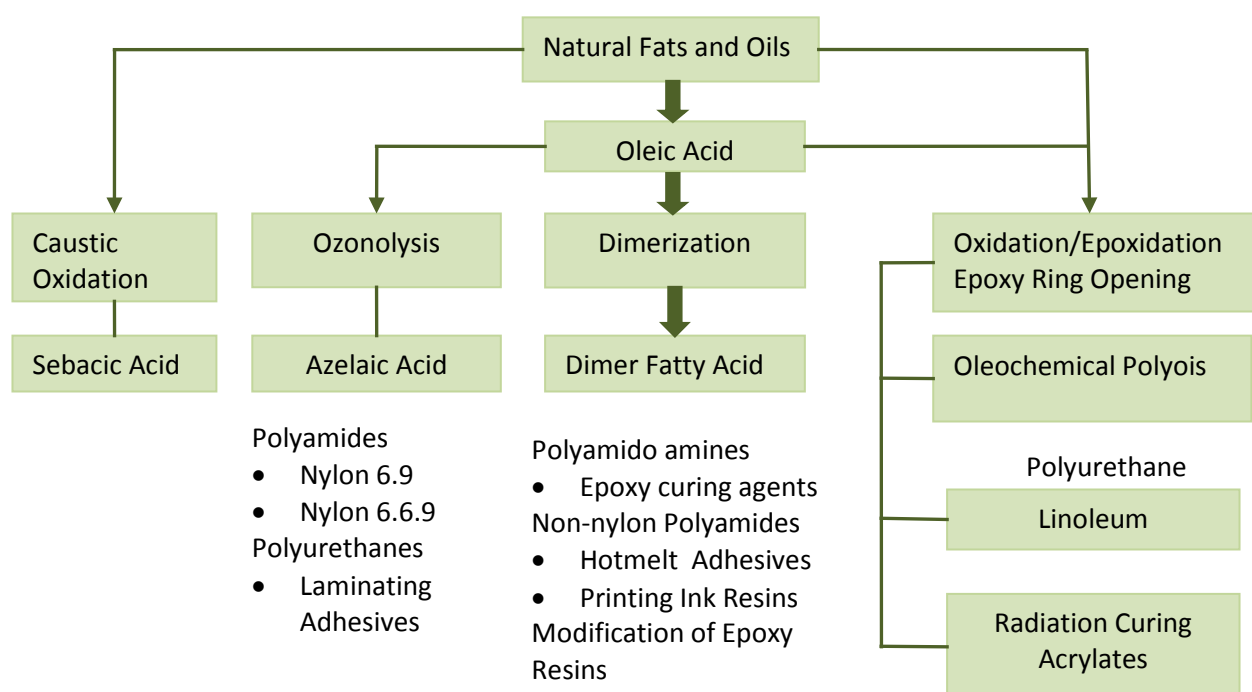 Natural Fats and Oils
Oleic Acid
Caustic
Oxidation
Ozonolysis
Dimerization
Oxidation/Epoxidation
Epoxy Ring Opening
Sebacic Acid
Azelaic Acid
Dimer Fatty Acid
Oleochemical Polyois
Polyamides
• Nylon 6.9
• Nylon 6.6.9
Polyurethanes
• Laminating
Adhesives
Polyamido amines
• Epoxy curing agents
Non-nylon Polyamides
• Hotmelt Adhesives
• Printing Ink Resins
Modification of Epoxy
Resins
Polyurethane
Linoleum
Radiation Curing
Acrylates